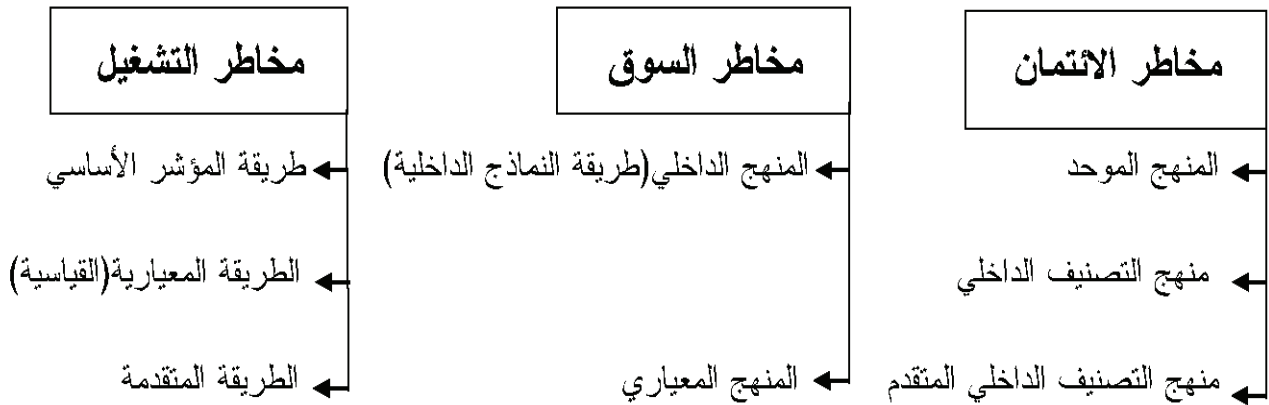 مخاطر الائتمان
المنهج الموحد
منهج التصنيف الداخلي
منهج التصنيف الداخلي المتقدم
مخاطر السوق
المنهج الداخلي(طريقة النماذج الداخلية)
المنهج المعياري
مخاطر التشغيل
طريقة المؤشر الأساسي
الطريقة المعيارية(القياسية)
الطريقة المتقدمة